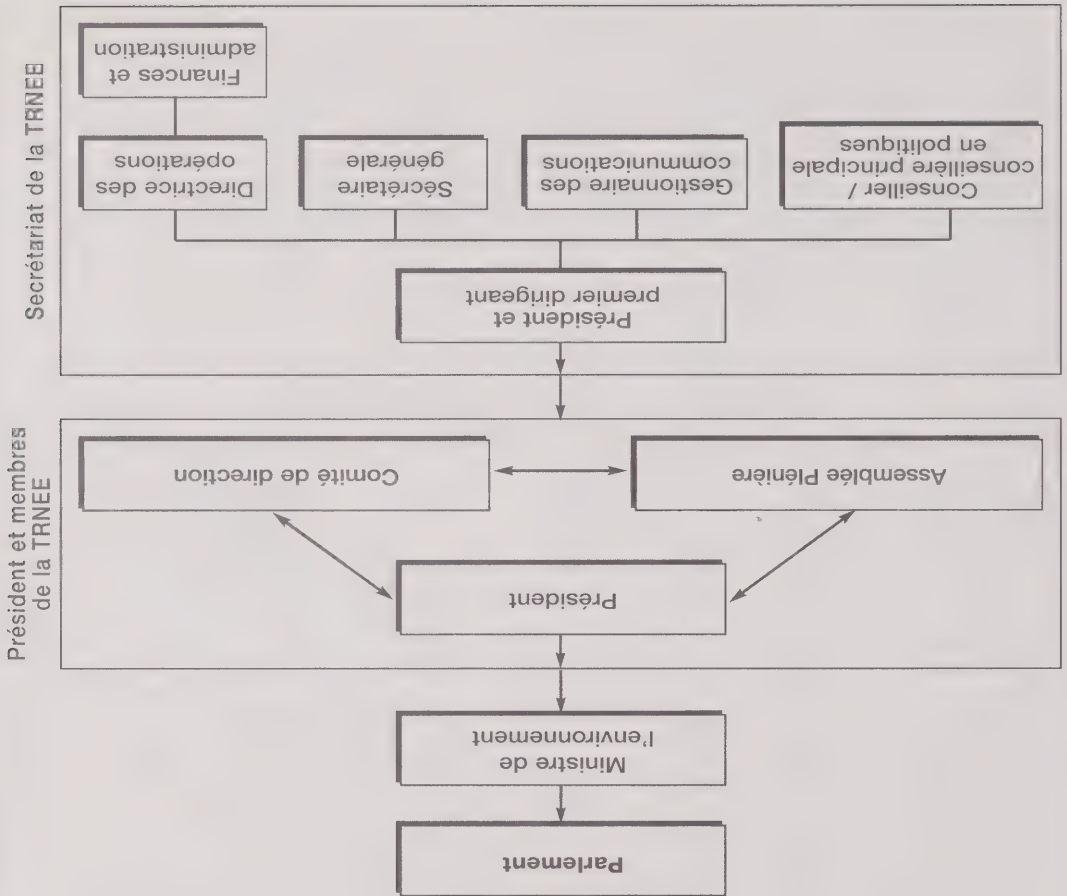 Parlement
Ministre de
l'environnement
Président et membres
de la TRNEE
Président
Assemblée Plénière
Comité de direction
Secrétariat de la TRNEE
Président et
premier dirigeant
Conseiller /
conseillère principale
en politiques
Gestionnaire des
communications
Sécrétaire
générale
Directrice des
opérations
Finances et
administration